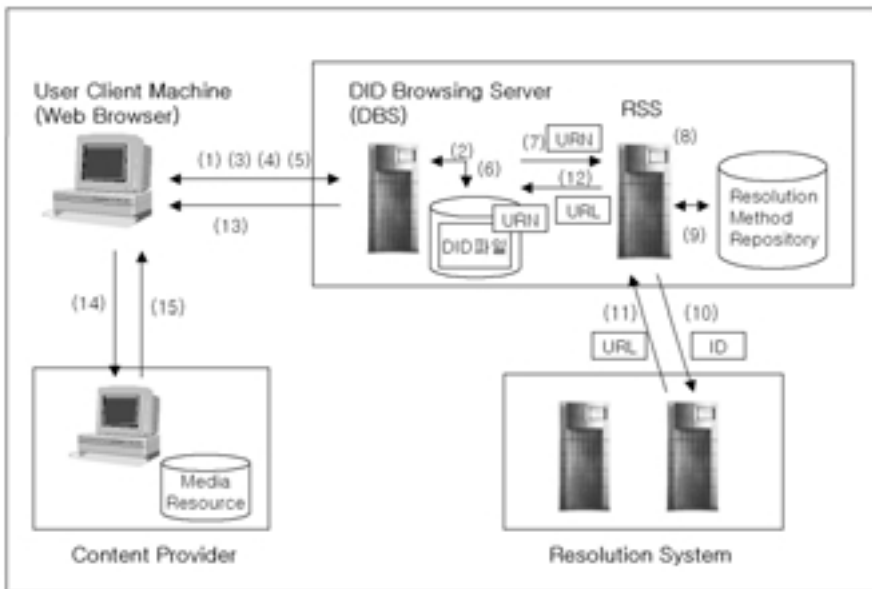 User Client Machine
(Web Browser)
DID Browsing Server
(DBS)
RSS
(1) (3) (4) (5)
(13)
(2)
(6)
(7) URN
(8)
(12)
URL
URN
DID파일
(9)
Resolution
Method
Repository
(14)
(15)
(11)
URL
(10)
ID
Media
Resource
Content Provider
Resolution System